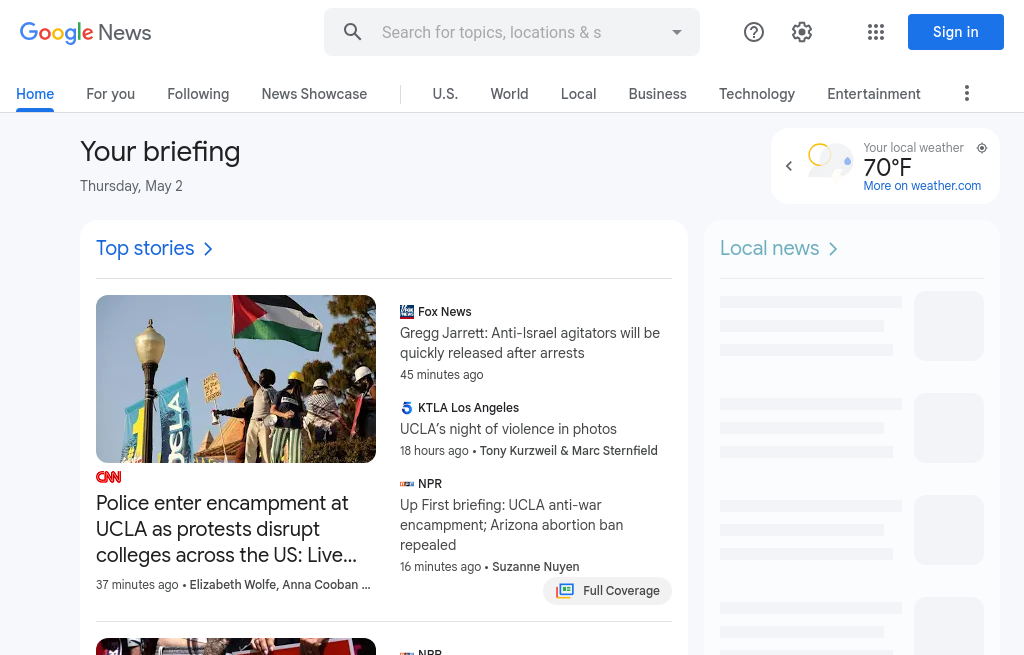 Google News
Search for topics, locations & s
Sign in
Home
For you
Following
News Showcase
U.S.
World
Local
Business
Technology
Entertainment
Your briefing
Thursday, May 2
Your local weather
70°F
More on weather.com
Top stories
Local news
UCLA
CNN
Police enter encampment at
UCLA as protests disrupt
colleges across the US: Live...
37 minutes ago • Elizabeth Wolfe, Anna Cooban ...
Fox News
Gregg Jarrett: Anti-Israel agitators will be
quickly released after arrests
45 minutes ago
KTLA Los Angeles
UCLA’s night of violence in photos
18 hours ago • Tony Kurzweil & Marc Sternfield
NPR
Up First briefing: UCLA anti-war
encampment; Arizona abortion ban
repealed
16 minutes ago • Suzanne Nuyen
Full Coverage
NPR